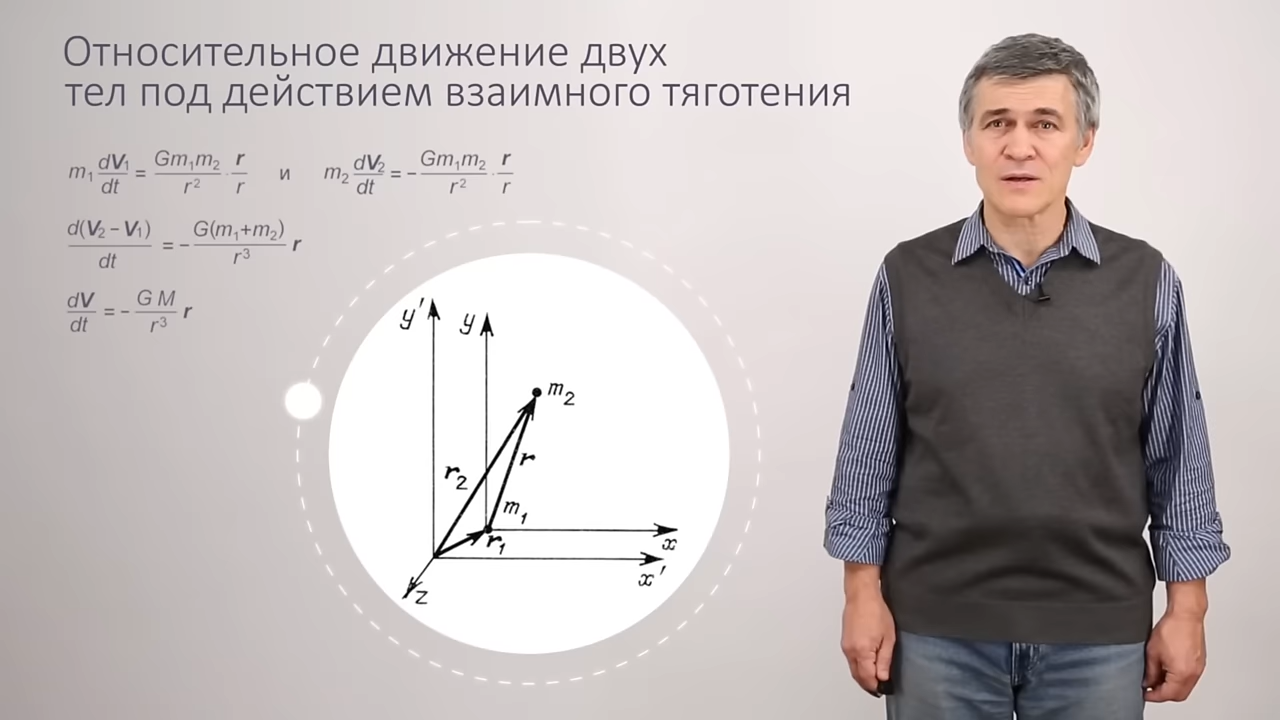 Относительное движение двух
тел под действием взаимного тяготения
m₁ dV₁/dt = Gm₁m₂/r² · r/r и m₂ dV₂/dt = - Gm₁m₂/r² · r/r
d(V₂ – V₁)/dt = - G(m₁+m₂)/r³ r
dV/dt = - G M/r³ r
y' y
m₂
r₂ r
m₁
r₁ x
x'
z